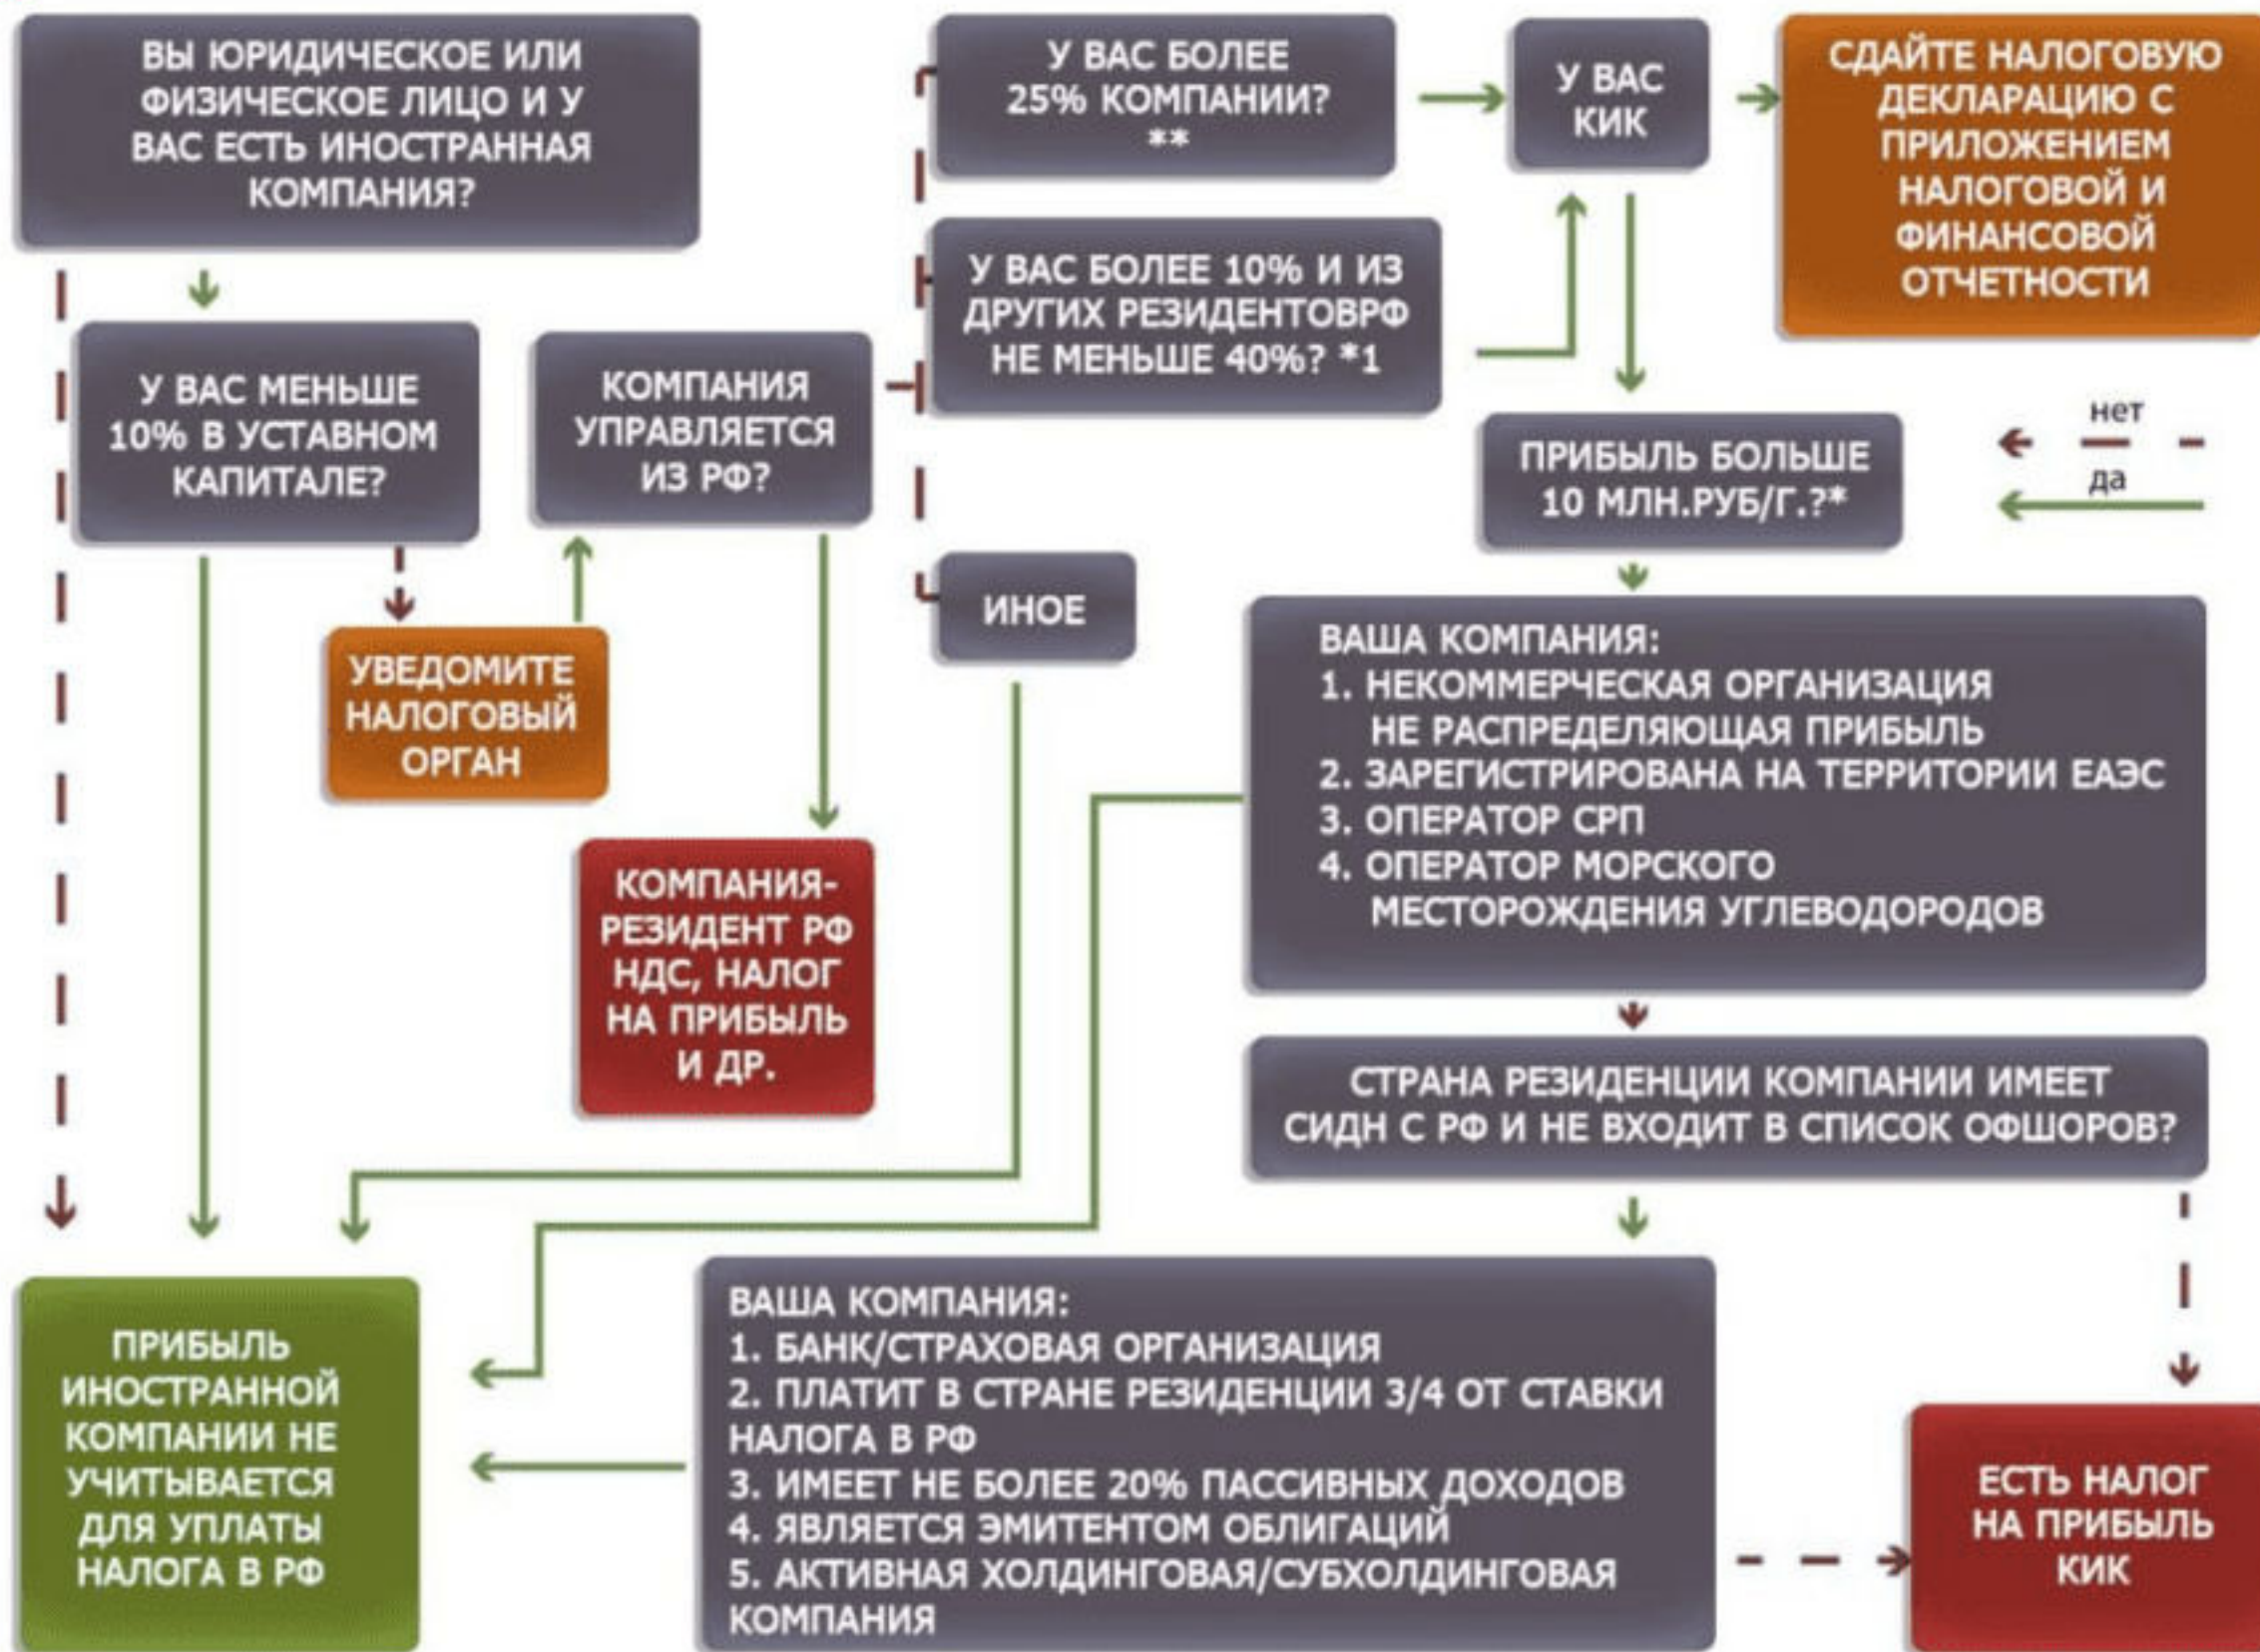 ВЫ ЮРИДИЧЕСКОЕ ИЛИ
ФИЗИЧЕСКОЕ ЛИЦО И У
ВАС ЕСТЬ ИНОСТРАННАЯ
КОМПАНИЯ?
У ВАС БОЛЕЕ
25% КОМПАНИИ?
**
У ВАС
КИК
СДАЙТЕ НАЛОГОВУЮ
ДЕКЛАРАЦИЮ С
ПРИЛОЖЕНИЕМ
НАЛОГОВОЙ И
ФИНАНСОВОЙ
ОТЧЕТНОСТИ
У ВАС МЕНЬШЕ
10% В УСТАВНОМ
КАПИТАЛЕ?
КОМПАНИЯ
УПРАВЛЯЕТСЯ
ИЗ РФ?
У ВАС БОЛЕЕ 10% И ИЗ
ДРУГИХ РЕЗИДЕНТОВРФ
НЕ МЕНЬШЕ 40%? *1
ПРИБЫЛЬ БОЛЬШЕ
10 МЛН.РУБ/Г.?*
нет
да
УВЕДОМИТЕ
НАЛОГОВЫЙ
ОРГАН
ИНОЕ
ВАША КОМПАНИЯ:
1. НЕКОММЕРЧЕСКАЯ ОРГАНИЗАЦИЯ
НЕ РАСПРЕДЕЛЯЮЩАЯ ПРИБЫЛЬ
2. ЗАРЕГИСТРИРОВАНА НА ТЕРРИТОРИИ ЕАЭС
3. ОПЕРАТОР СРП
4. ОПЕРАТОР МОРСКОГО
МЕСТОРОЖДЕНИЯ УГЛЕВОДОРОДОВ
КОМПАНИЯ-
РЕЗИДЕНТ РФ
НДС, НАЛОГ
НА ПРИБЫЛЬ
И ДР.
СТРАНА РЕЗИДЕНЦИИ КОМПАНИИ ИМЕЕТ
СИДН С РФ И НЕ ВХОДИТ В СПИСОК ОФШОРОВ?
ПРИБЫЛЬ
ИНОСТРАННОЙ
КОМПАНИИ НЕ
УЧИТЫВАЕТСЯ
ДЛЯ УПЛАТЫ
НАЛОГА В РФ
ВАША КОМПАНИЯ:
1. БАНК/СТРАХОВАЯ ОРГАНИЗАЦИЯ
2. ПЛАТИТ В СТРАНЕ РЕЗИДЕНЦИИ 3/4 ОТ СТАВКИ
НАЛОГА В РФ
3. ИМЕЕТ НЕ БОЛЕЕ 20% ПАССИВНЫХ ДОХОДОВ
4. ЯВЛЯЕТСЯ ЭМИТЕНТОМ ОБЛИГАЦИЙ
5. АКТИВНАЯ ХОЛДИНГОВАЯ/СУБХОЛДИНГОВАЯ
КОМПАНИЯ
ЕСТЬ НАЛОГ
НА ПРИБЫЛЬ
КИК